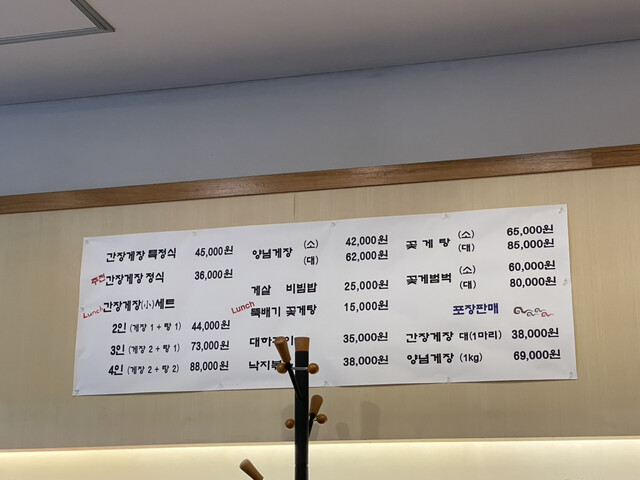 간장게장 특정식 45,000원
추천 간장게장 정식 36,000원
Lunch 간장게장(小)세트
2인 (게장 1 + 탕 1) 44,000원
3인 (게장 2 + 탕 1) 73,000원
4인 (게장 2 + 탕 2) 88,000원
양념게장 (소) 42,000원
(대) 62,000원
게살 비빔밥 25,000원
Lunch 뚝배기 꽃게탕 15,000원
대하 35,000원
낙지 38,000원
꽃게탕 (소) 65,000원
(대) 85,000원
꽃게범벅 (소) 60,000원
(대) 80,000원
포장판매
간장게장 대(1마리) 38,000원
양념게장 (1kg) 69,000원